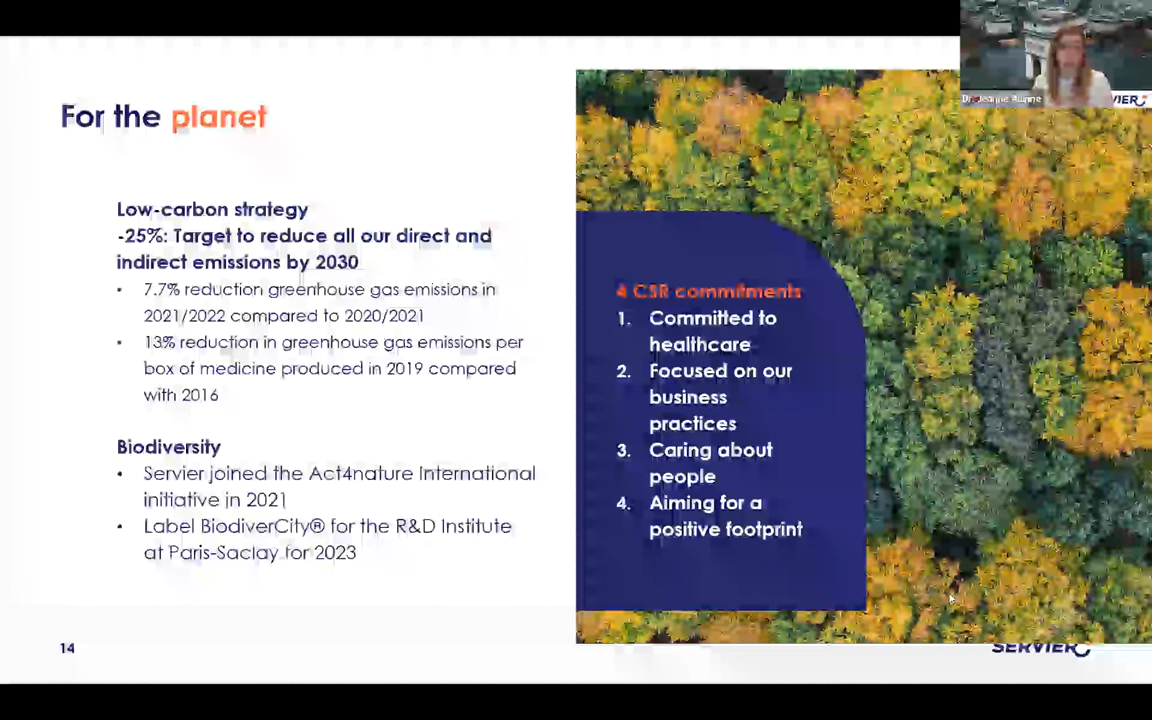 For the planet
Low-carbon strategy
-25%: Target to reduce all our direct and
indirect emissions by 2030
• 7.7% reduction greenhouse gas emissions in
2021/2022 compared to 2020/2021
• 13% reduction in greenhouse gas emissions per
box of medicine produced in 2019 compared
with 2016
Biodiversity
• Servier joined the Act4nature International
initiative in 2021
• Label BiodiverCity® for the R&D Institute
at Paris-Saclay for 2023
4 CSR commitments
1. Committed to
healthcare
2. Focused on our
business
practices
3. Caring about
people
4. Aiming for a
positive footprint
14
SERVIER